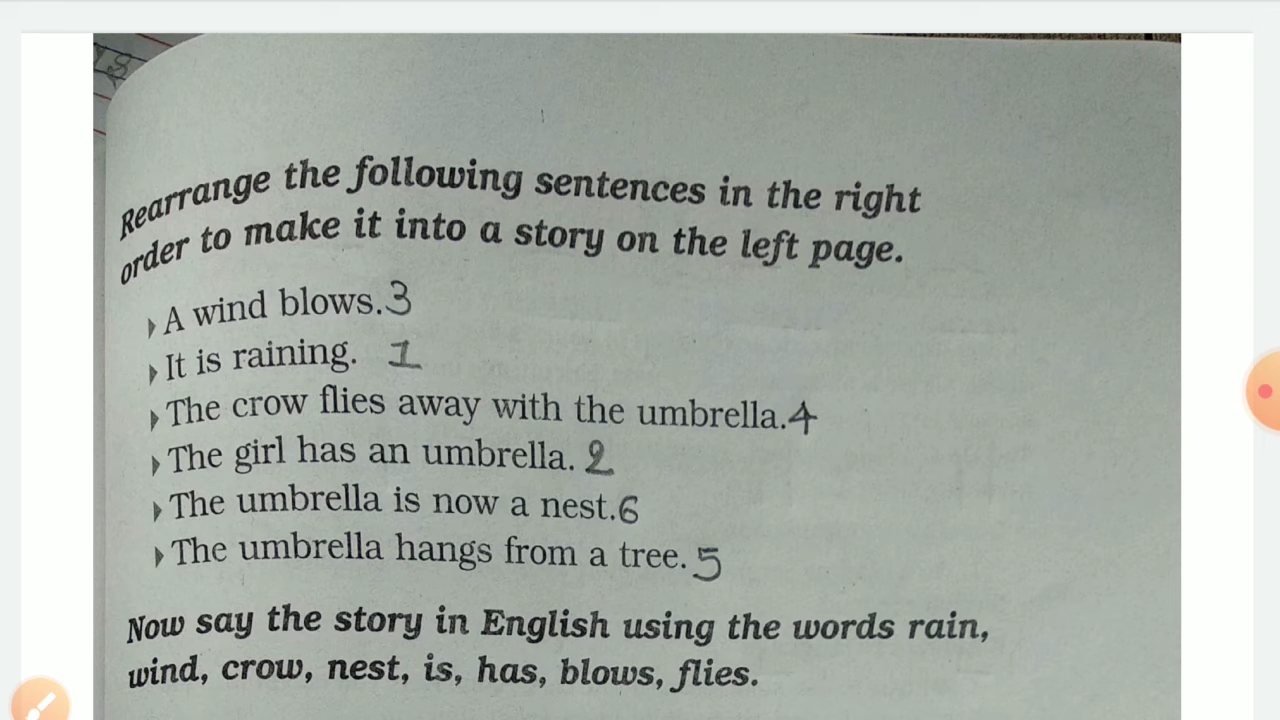 Rearrange the following sentences in the right
order to make it into a story on the left page.
A wind blows. 3
It is raining. 1
The crow flies away with the umbrella. 4
The girl has an umbrella. 2
The umbrella is now a nest. 6
The umbrella hangs from a tree. 5
Now say the story in English using the words rain,
wind, crow, nest, is, has, blows, flies.